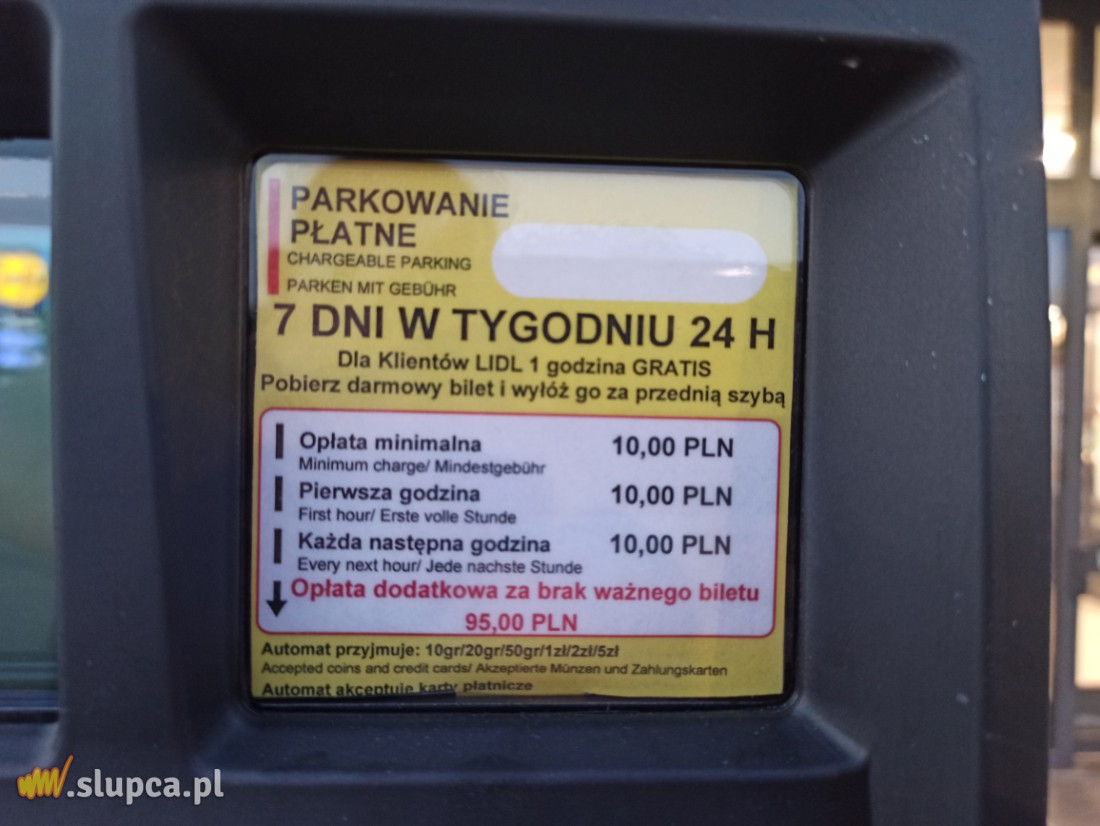 PARKOWANIE
PŁATNE
CHARGEABLE PARKING
PARKEN MIT GEBÜHR
7 DNI W TYGODNIU 24 H
Dla Klientów LIDL 1 godzina GRATIS
Pobierz darmowy bilet i wyłóż go za przednią szybą
Opłata minimalna 10,00 PLN
Minimum charge/ Mindestgebühr
Pierwsza godzina 10,00 PLN
First hour/ Erste volle Stunde
Każda następna godzina 10,00 PLN
Every next hour/ Jede nachste Stunde
Opłata dodatkowa za brak ważnego biletu
95,00 PLN
Automat przyjmuje: 10gr/20gr/50gr/1zł/2zł/5zł
Accepted coins and credit cards/ Akzeptierte Münzen und Zahlungskarten
Automat akceptuje karty płatnicze
.slupca.pl